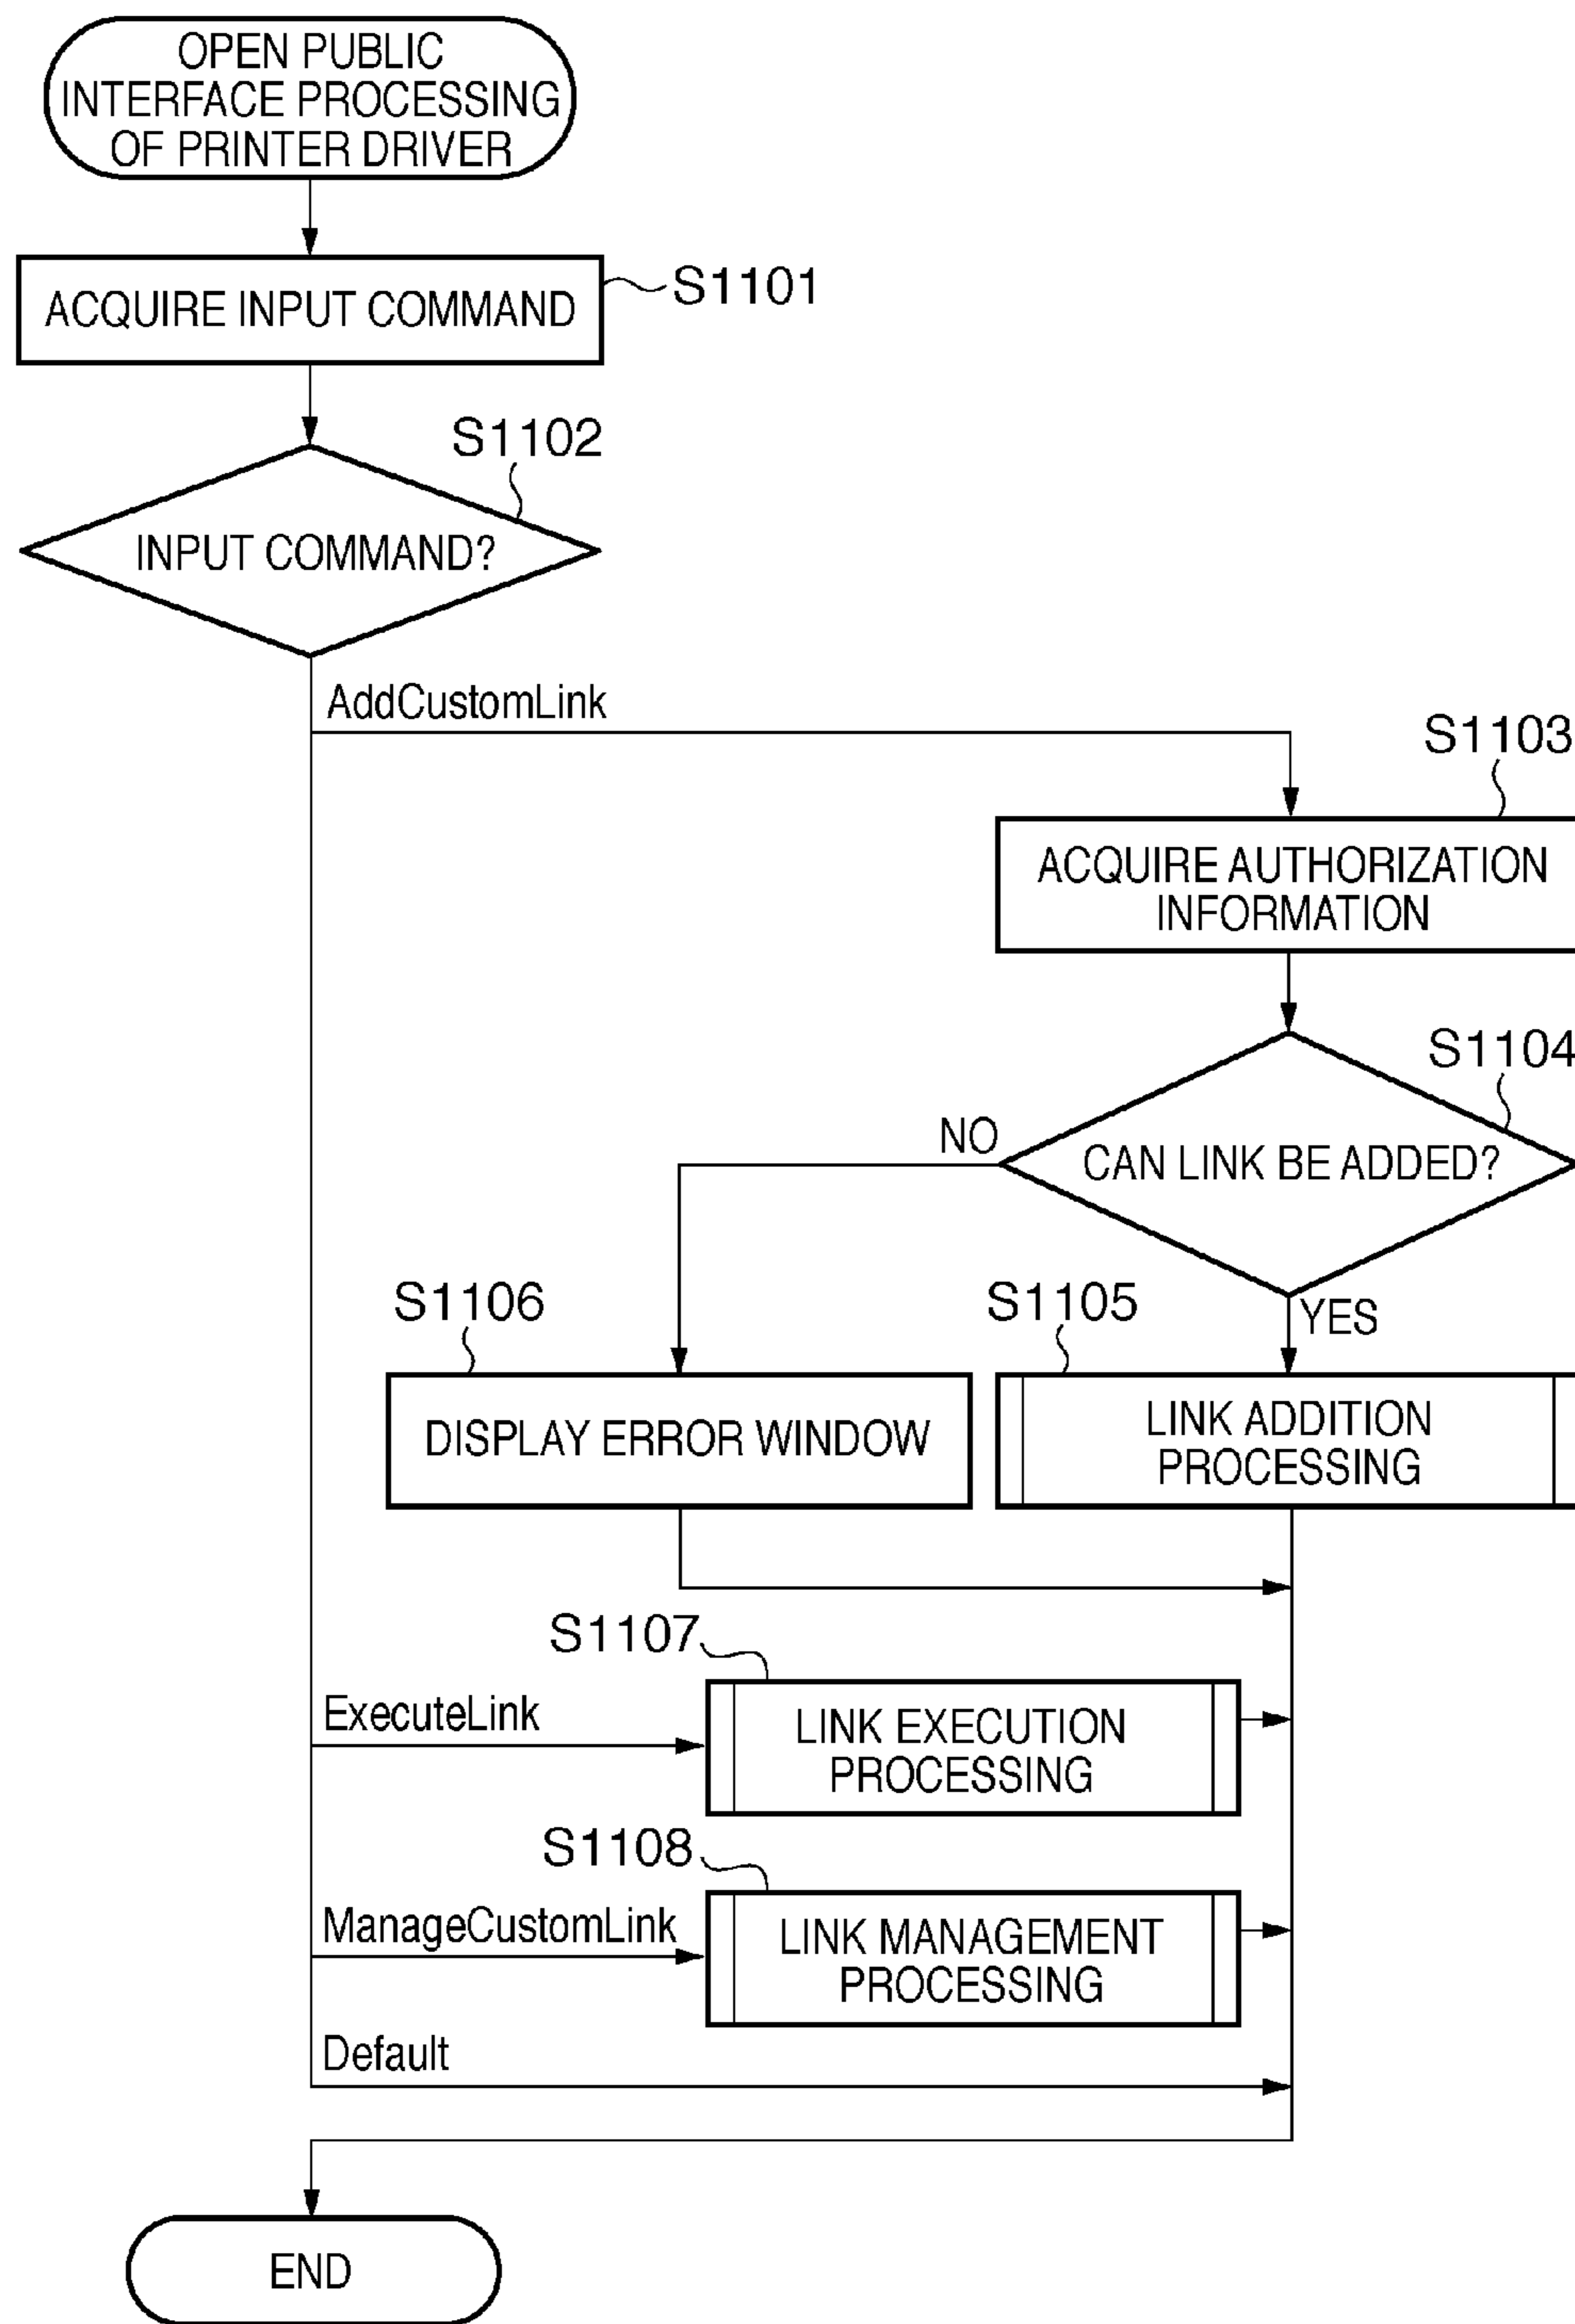 OPEN PUBLIC
INTERFACE PROCESSING
OF PRINTER DRIVER
ACQUIRE INPUT COMMAND
S1101
S1102
INPUT COMMAND?
AddCustomLink
S1103
ACQUIRE AUTHORIZATION
INFORMATION
S1104
NO
CAN LINK BE ADDED?
YES
S1106
S1105
DISPLAY ERROR WINDOW
LINK ADDITION
PROCESSING
S1107
ExecuteLink
LINK EXECUTION
PROCESSING
S1108
ManageCustomLink
LINK MANAGEMENT
PROCESSING
Default
END